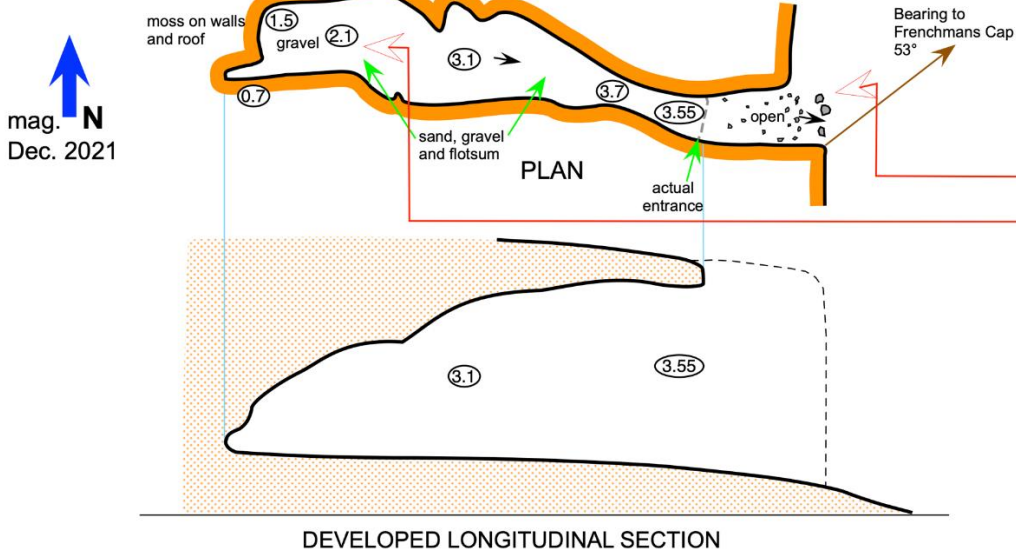 moss on walls
and roof
1.5
gravel
2.1
3.1
3.7
3.55
0.7
open
Bearing to
Frenchmans Cap
53°
mag. N
Dec. 2021
sand, gravel
and flotsum
PLAN
actual
entrance
3.1
3.55
DEVELOPED LONGITUDINAL SECTION